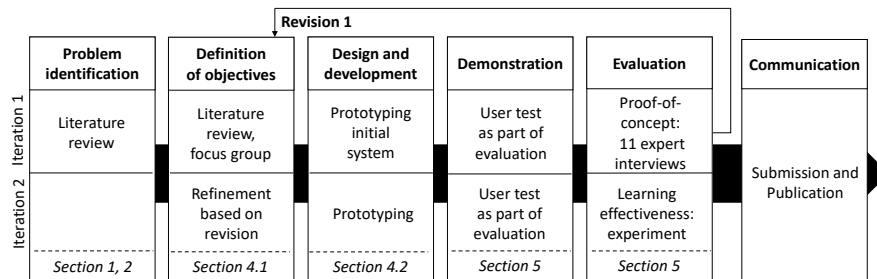 Revision 1
Problem
identification
Definition
of objectives
Design and
development
Demonstration
Evaluation
Communication
Iteration 1
Literature
review
Literature
review,
focus group
Prototyping
initial
system
User test
as part of
evaluation
Proof-of-
concept:
11 expert
interviews
Submission and
Publication
Iteration 2
Refinement
based on
revision
Prototyping
User test
as part of
evaluation
Learning
effectiveness:
experiment
Section 1, 2
Section 4.1
Section 4.2
Section 5
Section 5